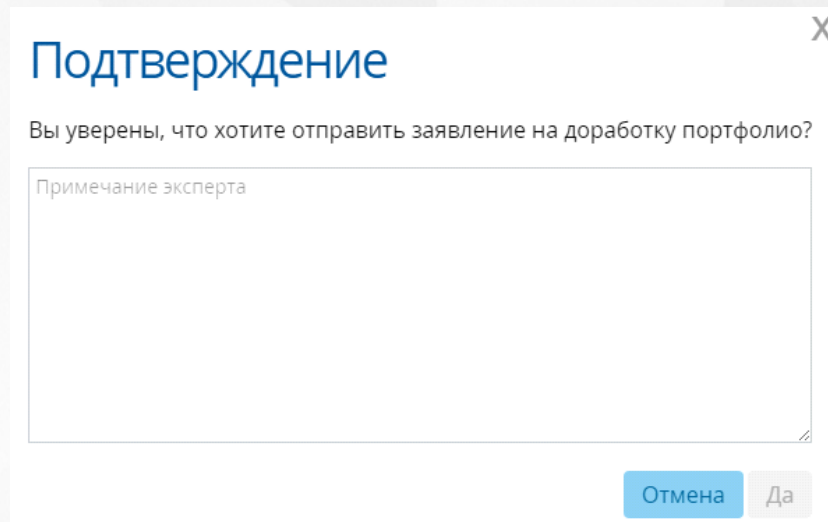 X
Подтверждение
Вы уверены, что хотите отправить заявление на доработку портфолио?
Примечание эксперта
Отмена Да